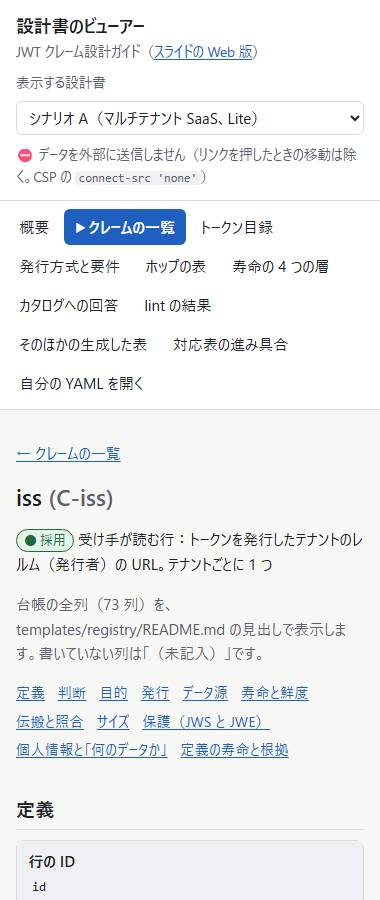 設計書のビューアー
JWT クレーム設計ガイド（スライドの Web 版）
表示する設計書
シナリオ A（マルチテナント SaaS、Lite）
⛔ データを外部に送信しません（リンクを押したときの移動は除
く。CSP の connect-src 'none'）
概要 ▶クレームの一覧 トークン目録
発行方式と要件 ホップの表 寿命の 4 つの層
カタログへの回答 lint の結果
そのほかの生成した表 対応表の進み具合
自分の YAML を開く
← クレームの一覧
iss (C-iss)
● 採用 受け手が読む行：トークンを発行したテナントのレ
ルム（発行者）の URL。テナントごとに 1 つ
台帳の全列（73 列）を、
templates/registry/README.md の見出しで表示しま
す。書いていない列は「（未記入）」です。
定義 判断 目的 発行 データ源 寿命と鮮度
伝搬と照合 サイズ 保護（JWS と JWE）
個人情報と「何のデータか」 定義の寿命と根拠
定義
行の ID
id